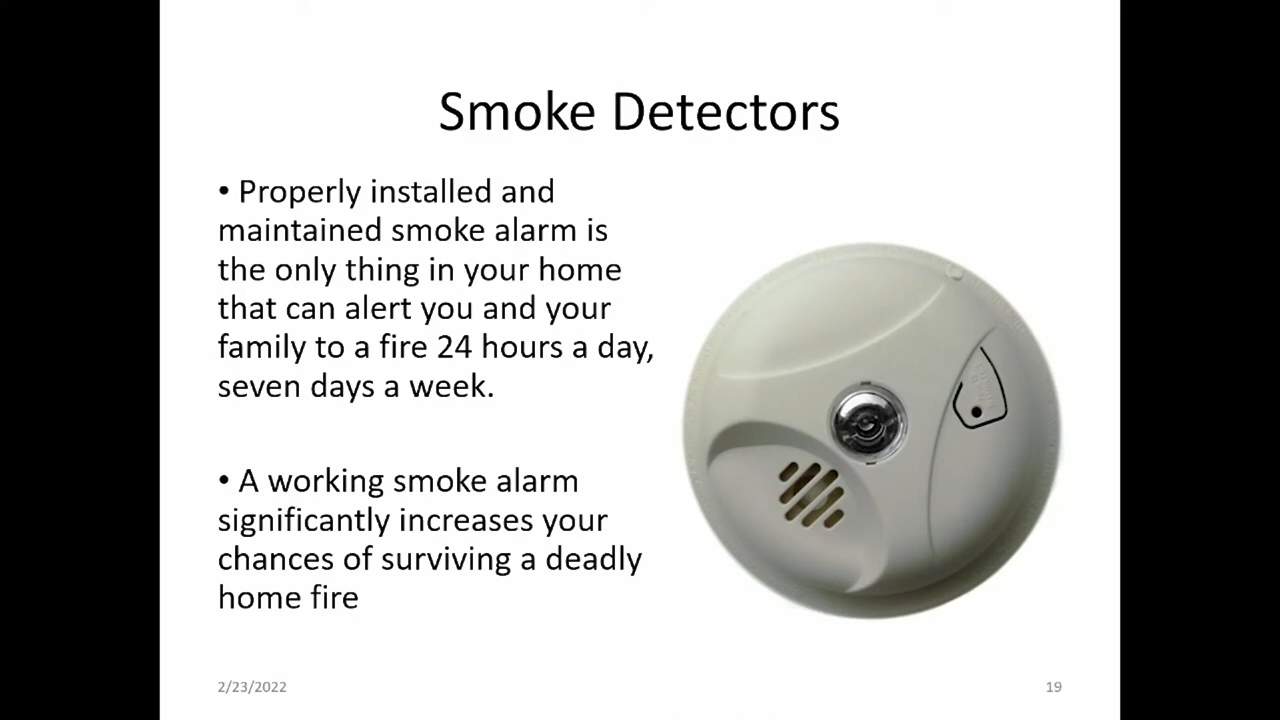 Smoke Detectors
• Properly installed and
maintained smoke alarm is
the only thing in your home
that can alert you and your
family to a fire 24 hours a day,
seven days a week.
• A working smoke alarm
significantly increases your
chances of surviving a deadly
home fire
2/23/2022
19